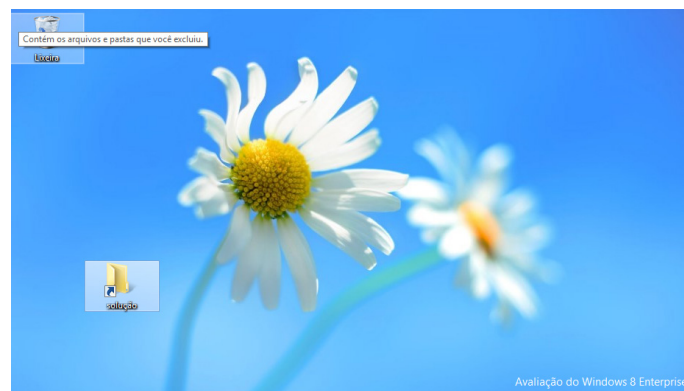 Contém os arquivos e pastas que você excluiu.
Lixeira
solução
Avaliação do Windows 8 Enterprise